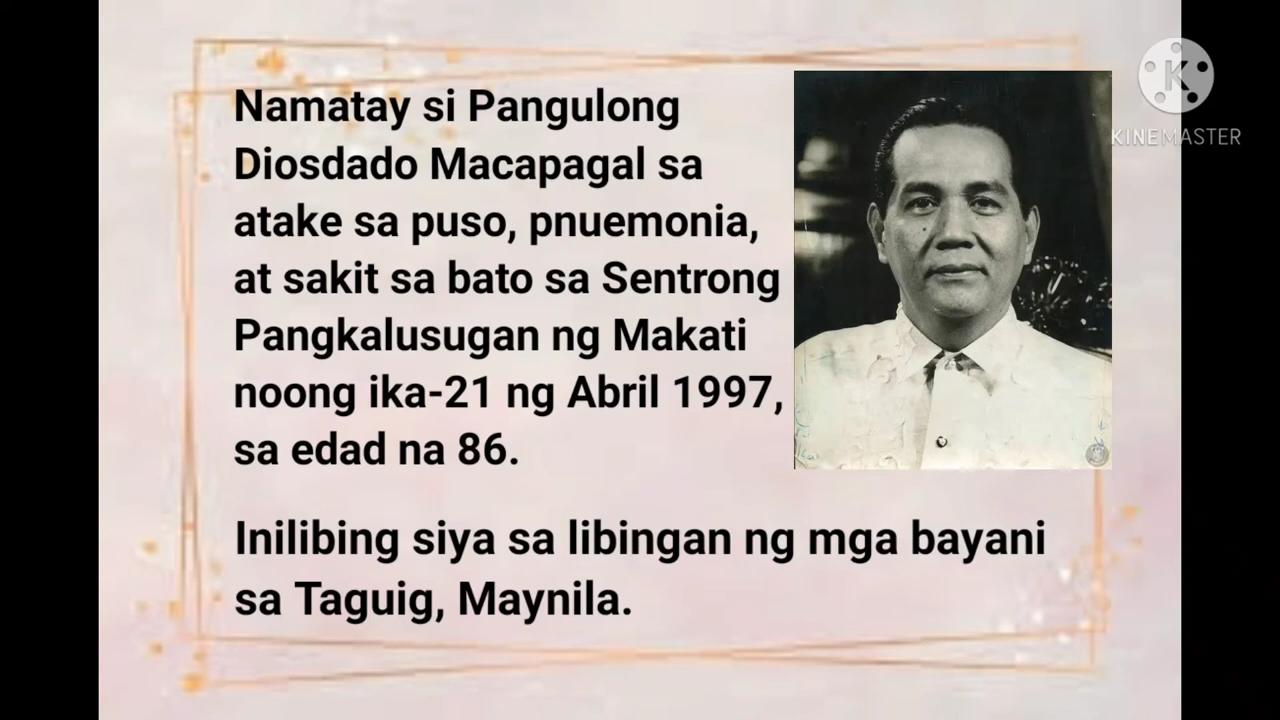 Namatay si Pangulong
Diosdado Macapagal sa
atake sa puso, pnuemonia,
at sakit sa bato sa Sentrong
Pangkalusugan ng Makati
noong ika-21 ng Abril 1997,
sa edad na 86.
Inilibing siya sa libingan ng mga bayani
sa Taguig, Maynila.
K
KINEMASTER